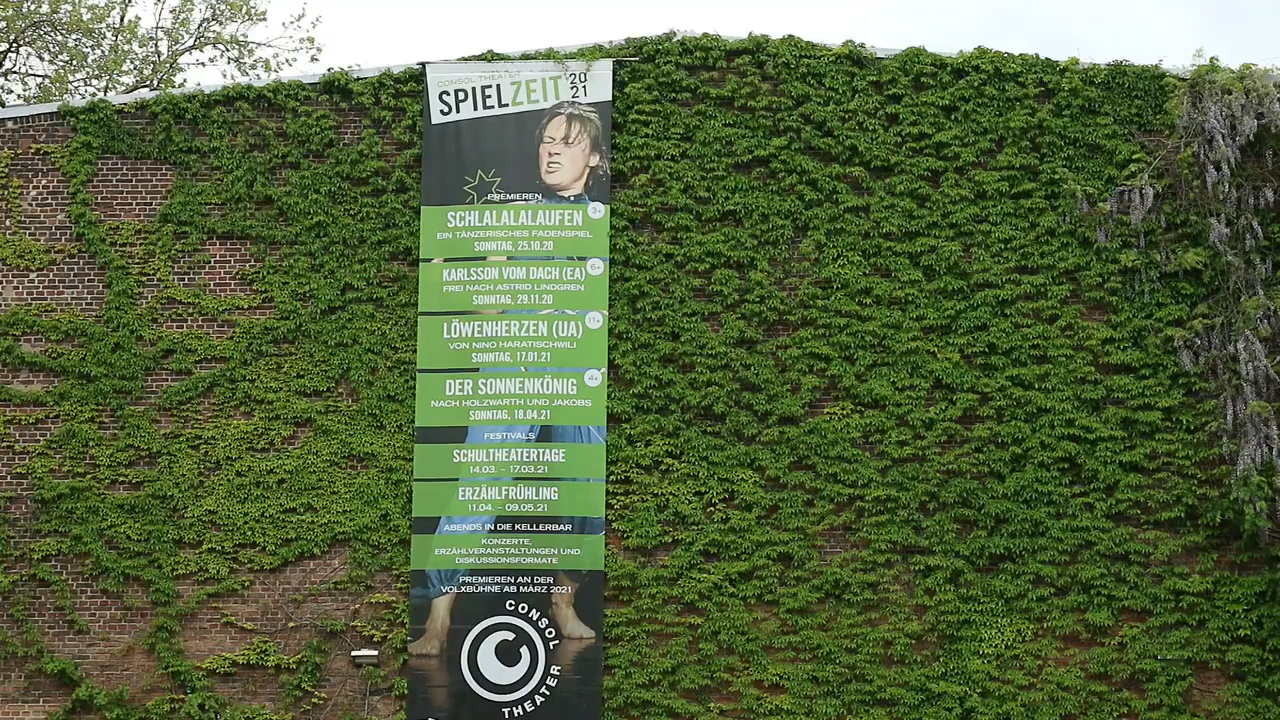 CONSOL THEATER
SPIELZEIT '20
21
PREMIEREN
SCHLALALALAUFEN 3+
EIN TÄNZERISCHES FADENSPIEL
SONNTAG, 25.10.20
KARLSSON VOM DACH (EA) 6+
FREI NACH ASTRID LINDGREN
SONNTAG, 29.11.20
LÖWENHERZEN (UA) 11+
VON NINO HARATISCHWILI
SONNTAG, 17.01.21
DER SONNENKÖNIG 4+
NACH HOLZWARTH UND JAKOBS
SONNTAG, 18.04.21
FESTIVALS
SCHULTHEATERTAGE
14.03. – 17.03.21
ERZÄHLFRÜHLING
11.04. – 09.05.21
ABENDS IN DIE KELLERBAR
KONZERTE,
ERZÄHLVERANSTALTUNGEN UND
DISKUSSIONSFORMATE
PREMIEREN AN DER
VOLXBÜHNE AB MÄRZ 2021
CONSOL
THEATER